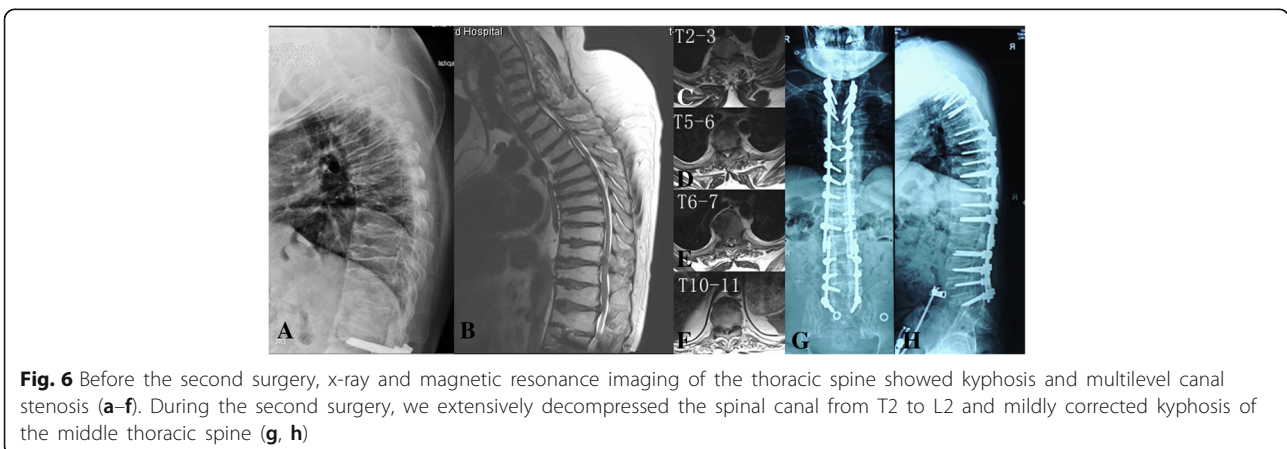 rd Hospital
t-
R
R
T2-3
C
T5-6
D
T6-7
E
T10-11
F
A
B
G
H
R
Fig. 6 Before the second surgery, x-ray and magnetic resonance imaging of the thoracic spine showed kyphosis and multilevel canal
stenosis (a–f). During the second surgery, we extensively decompressed the spinal canal from T2 to L2 and mildly corrected kyphosis of
the middle thoracic spine (g, h)